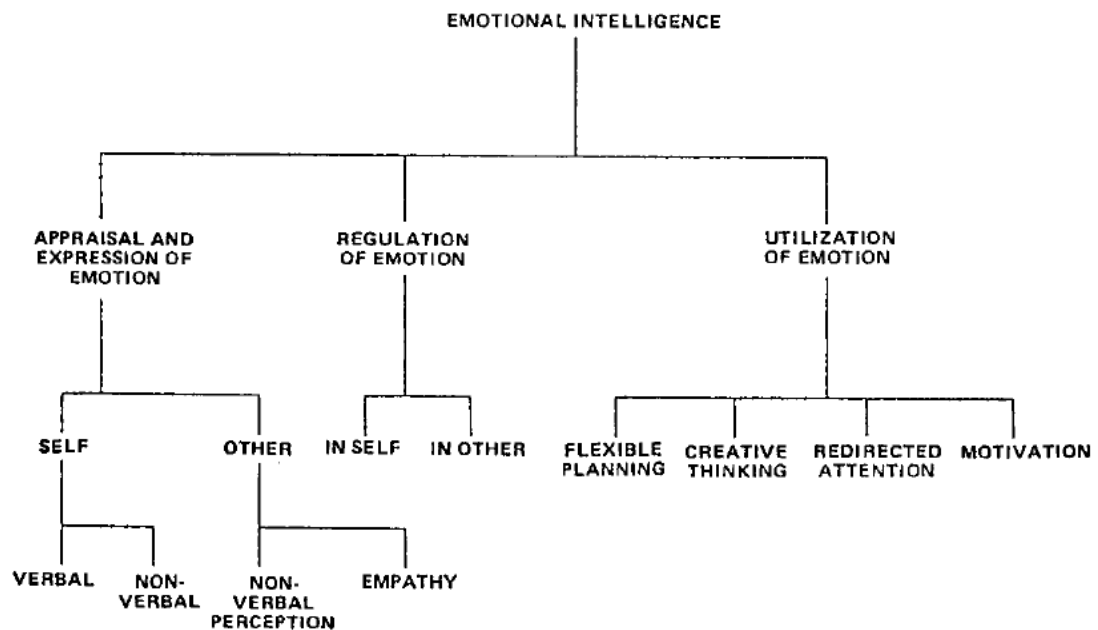 EMOTIONAL INTELLIGENCE
APPRAISAL AND
EXPRESSION OF
EMOTION
REGULATION
OF EMOTION
UTILIZATION
OF EMOTION
SELF
OTHER
IN SELF
IN OTHER
FLEXIBLE
PLANNING
CREATIVE
THINKING
REDIRECTED
ATTENTION
MOTIVATION
VERBAL
NON-
VERBAL
NON-
VERBAL
PERCEPTION
EMPATHY